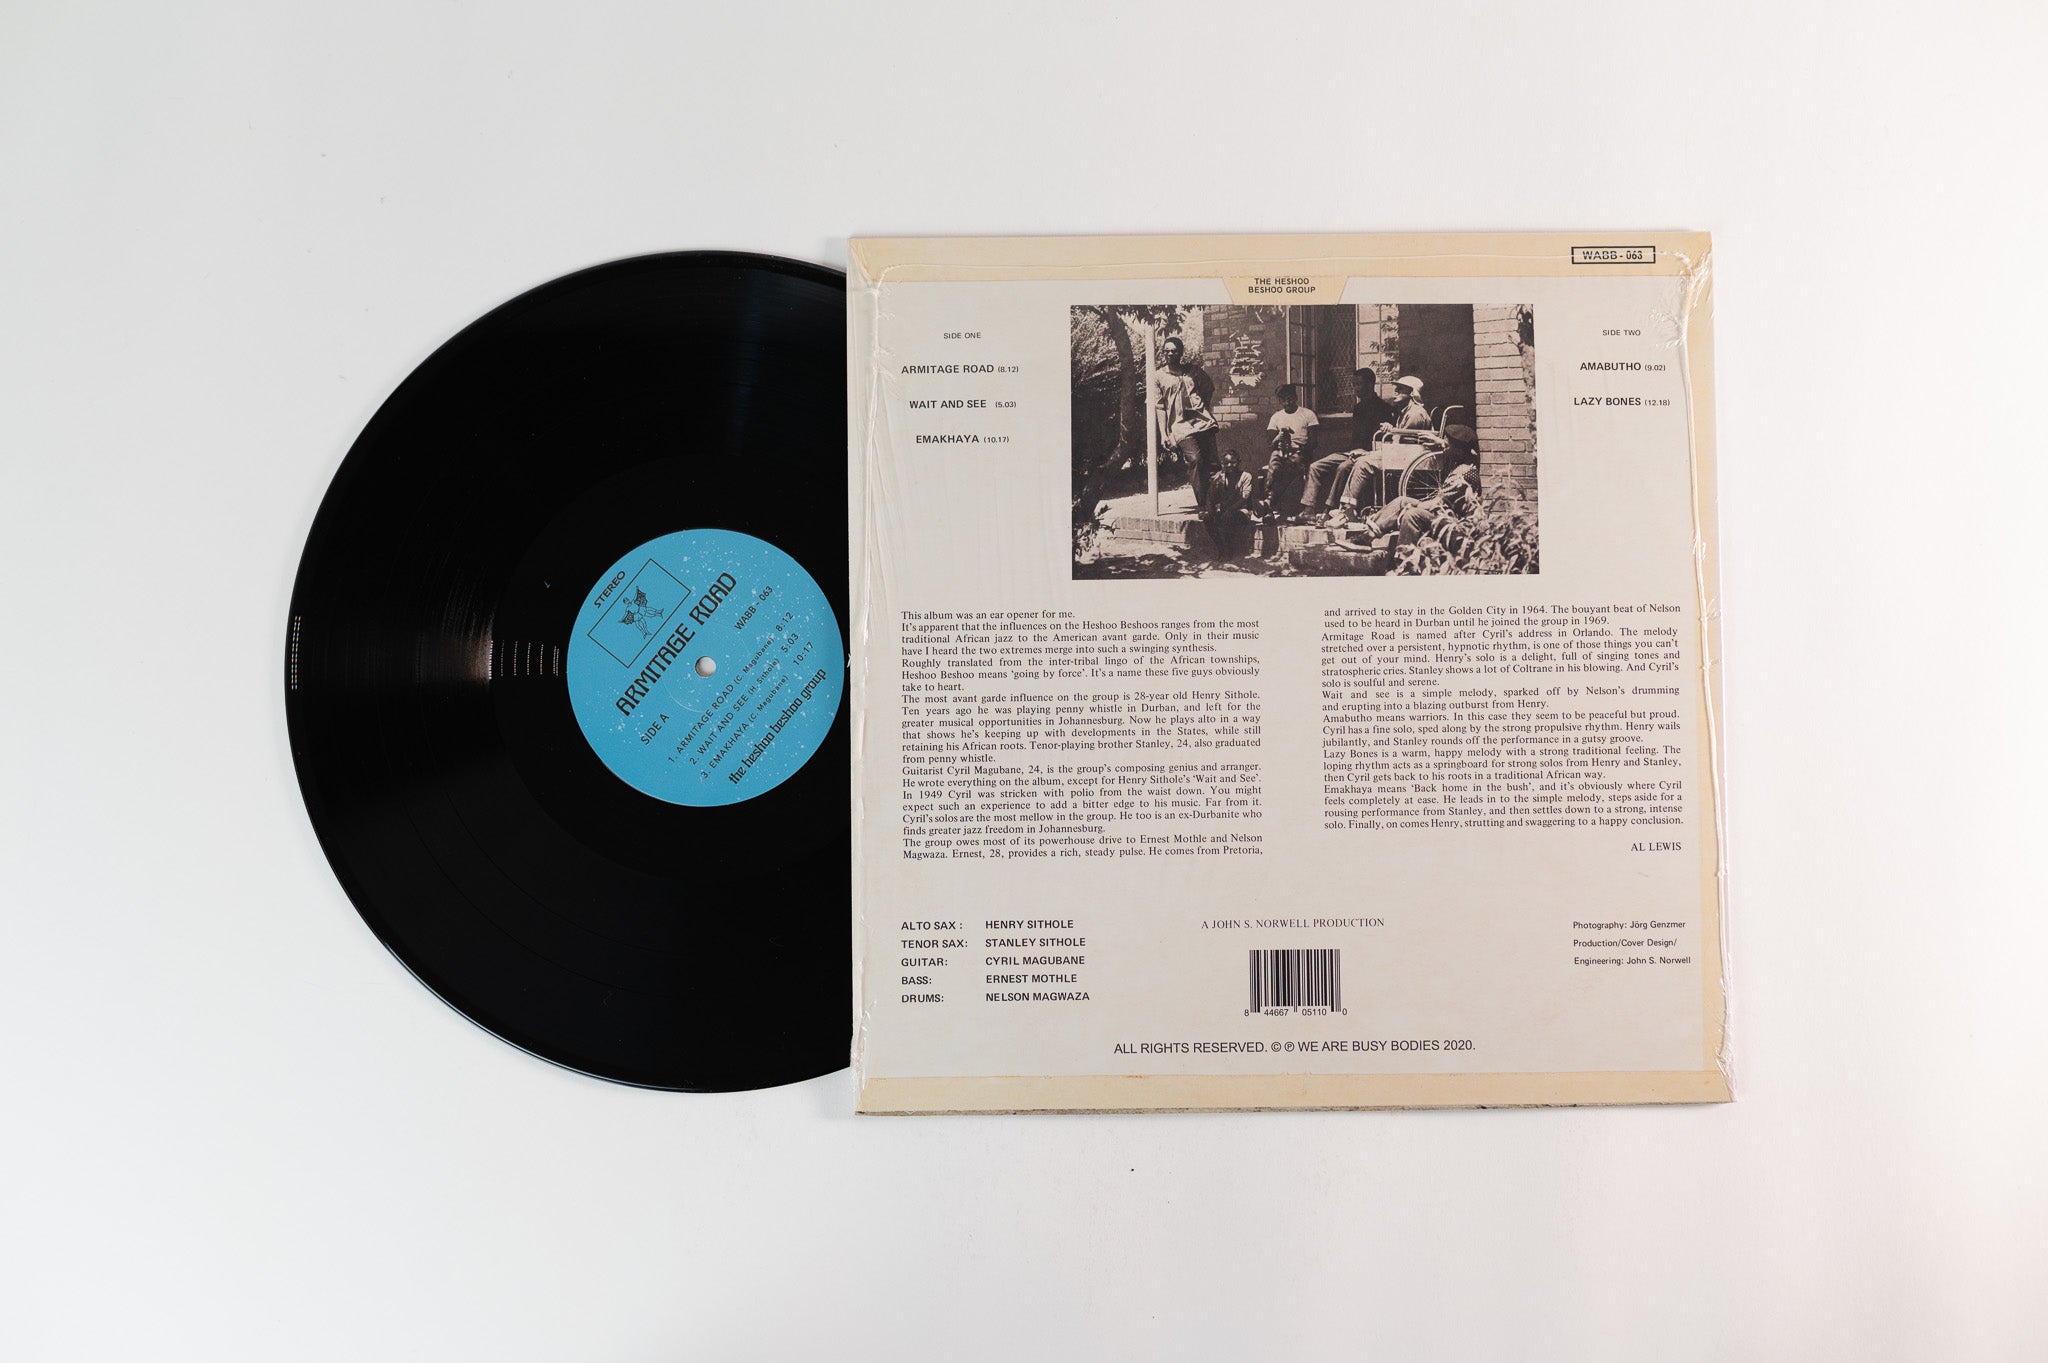 STEREO
ARMITAGE ROAD
WABB - 063
SIDE A
1. ARMITAGE ROAD (C. Magubane) 8:12
2. WAIT AND SEE (H. Sithole) 5:03
3. EMAKHAYA (C. Magubane) 10:17
the heshoo beshoo group
WABB - 063
THE HESHOO
BESHOO GROUP
SIDE ONE
ARMITAGE ROAD (8.12)
WAIT AND SEE (5.03)
EMAKHAYA (10.17)
SIDE TWO
AMABUTHO (9.02)
LAZY BONES (12.18)
This album was an ear opener for me.
It's apparent that the influences on the Heshoo Beshoos ranges from the most
traditional African jazz to the American avant garde. Only in their music
have I heard the two extremes merge into such a swinging synthesis.
Roughly translated from the inter-tribal lingo of the African townships,
Heshoo Beshoo means 'going by force'. It's a name these five guys obviously
take to heart.
The most avant garde influence on the group is 28-year old Henry Sithole.
Ten years ago he was playing penny whistle in Durban, and left for the
greater musical opportunities in Johannesburg. Now he plays alto in a way
that shows he's keeping up with developments in the States, while still
retaining his African roots. Tenor-playing brother Stanley, 24, also graduated
from penny whistle.
Guitarist Cyril Magubane, 24, is the group's composing genius and arranger.
He wrote everything on the album, except for Henry Sithole's 'Wait and See'.
In 1949 Cyril was stricken with polio from the waist down. You might
expect such an experience to add a bitter edge to his music. Far from it.
Cyril's solos are the most mellow in the group. He too is an ex-Durbanite who
finds greater jazz freedom in Johannesburg.
The group owes most of its powerhouse drive to Ernest Mothle and Nelson
Magwaza. Ernest, 28, provides a rich, steady pulse. He comes from Pretoria,
and arrived to stay in the Golden City in 1964. The bouyant beat of Nelson
used to be heard in Durban until he joined the group in 1969.
Armitage Road is named after Cyril's address in Orlando. The melody
stretched over a persistent, hypnotic rhythm, is one of those things you can't
get out of your mind. Henry's solo is a delight, full of singing tones and
stratospheric cries. Stanley shows a lot of Coltrane in his blowing. And Cyril's
solo is soulful and serene.
Wait and see is a simple melody, sparked off by Nelson's drumming
and erupting into a blazing outburst from Henry.
Amabutho means warriors. In this case they seem to be peaceful but proud.
Cyril has a fine solo, sped along by the strong propulsive rhythm. Henry wails
jubilantly, and Stanley rounds off the performance in a gutsy groove.
Lazy Bones is a warm, happy melody with a strong traditional feeling. The
loping rhythm acts as a springboard for strong solos from Henry and Stanley,
then Cyril gets back to his roots in a traditional African way.
Emakhaya means 'Back home in the bush', and it's obviously where Cyril
feels completely at ease. He leads in to the simple melody, steps aside for a
rousing performance from Stanley, and then settles down to a strong, intense
solo. Finally, on comes Henry, strutting and swaggering to a happy conclusion.
AL LEWIS
ALTO SAX : HENRY SITHOLE
TENOR SAX: STANLEY SITHOLE
GUITAR: CYRIL MAGUBANE
BASS: ERNEST MOTHLE
DRUMS: NELSON MAGWAZA
A JOHN S. NORWELL PRODUCTION
8 44667 05110 0
Photography: Jörg Genzmer
Production/Cover Design/
Engineering: John S. Norwell
ALL RIGHTS RESERVED. © ℗ WE ARE BUSY BODIES 2020.